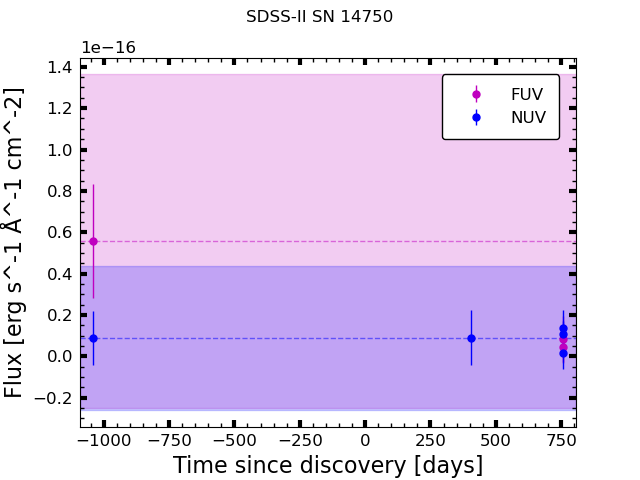 SDSS-II SN 14750
1e−16
1.4
1.2
1.0
0.8
0.6
0.4
0.2
0.0
−0.2
Flux [erg s^-1 Å^-1 cm^-2]
FUV
NUV
−1000 −750 −500 −250 0 250 500 750
Time since discovery [days]